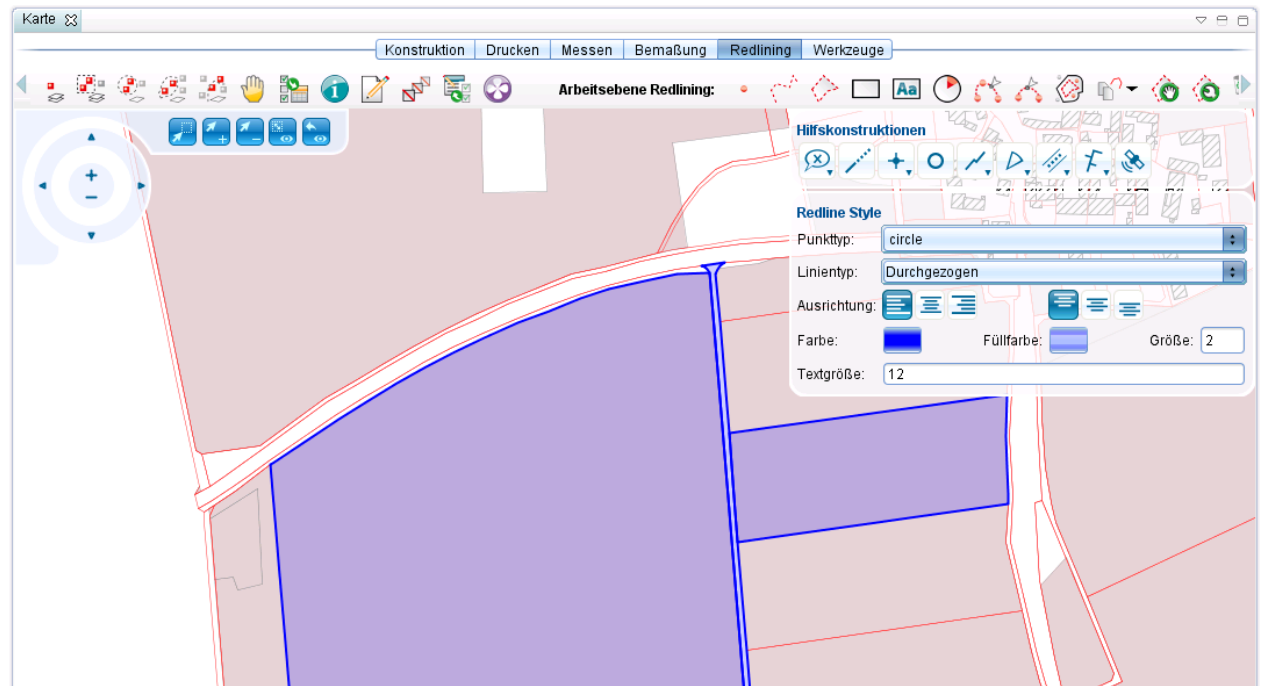 Karte
Konstruktion Drucken Messen Bemaßung Redlining Werkzeuge
Arbeitsebene Redlining: Aa
Hilfskonstruktionen
Redline Style
Punkttyp: circle
Linientyp: Durchgezogen
Ausrichtung:
Farbe: Füllfarbe: Größe: 2
Textgröße: 12